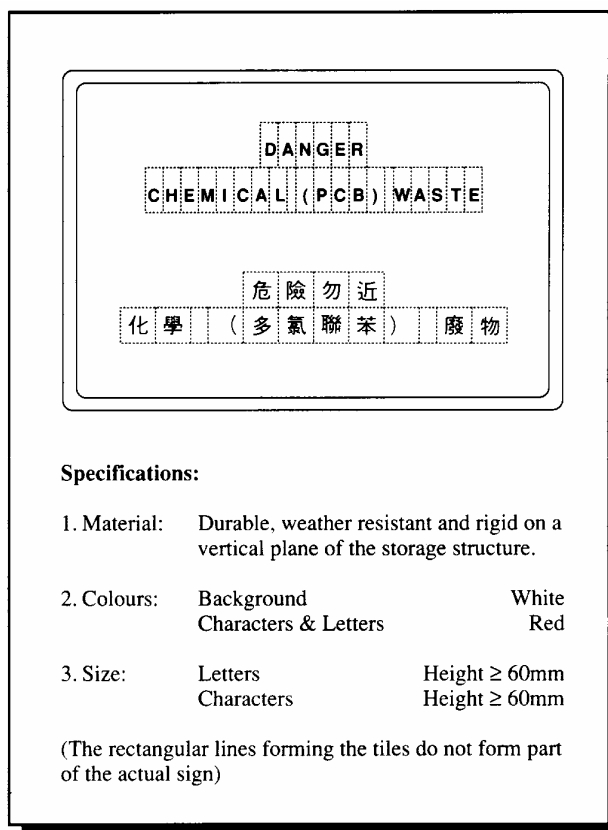 DANGER
CHEMICAL (PCB) WASTE
危險勿近
化學 (多氯聯苯) 廢物
Specifications:
1. Material: Durable, weather resistant and rigid on a
vertical plane of the storage structure.
2. Colours: Background White
Characters & Letters Red
3. Size: Letters Height ≥ 60mm
Characters Height ≥ 60mm
(The rectangular lines forming the tiles do not form part
of the actual sign)